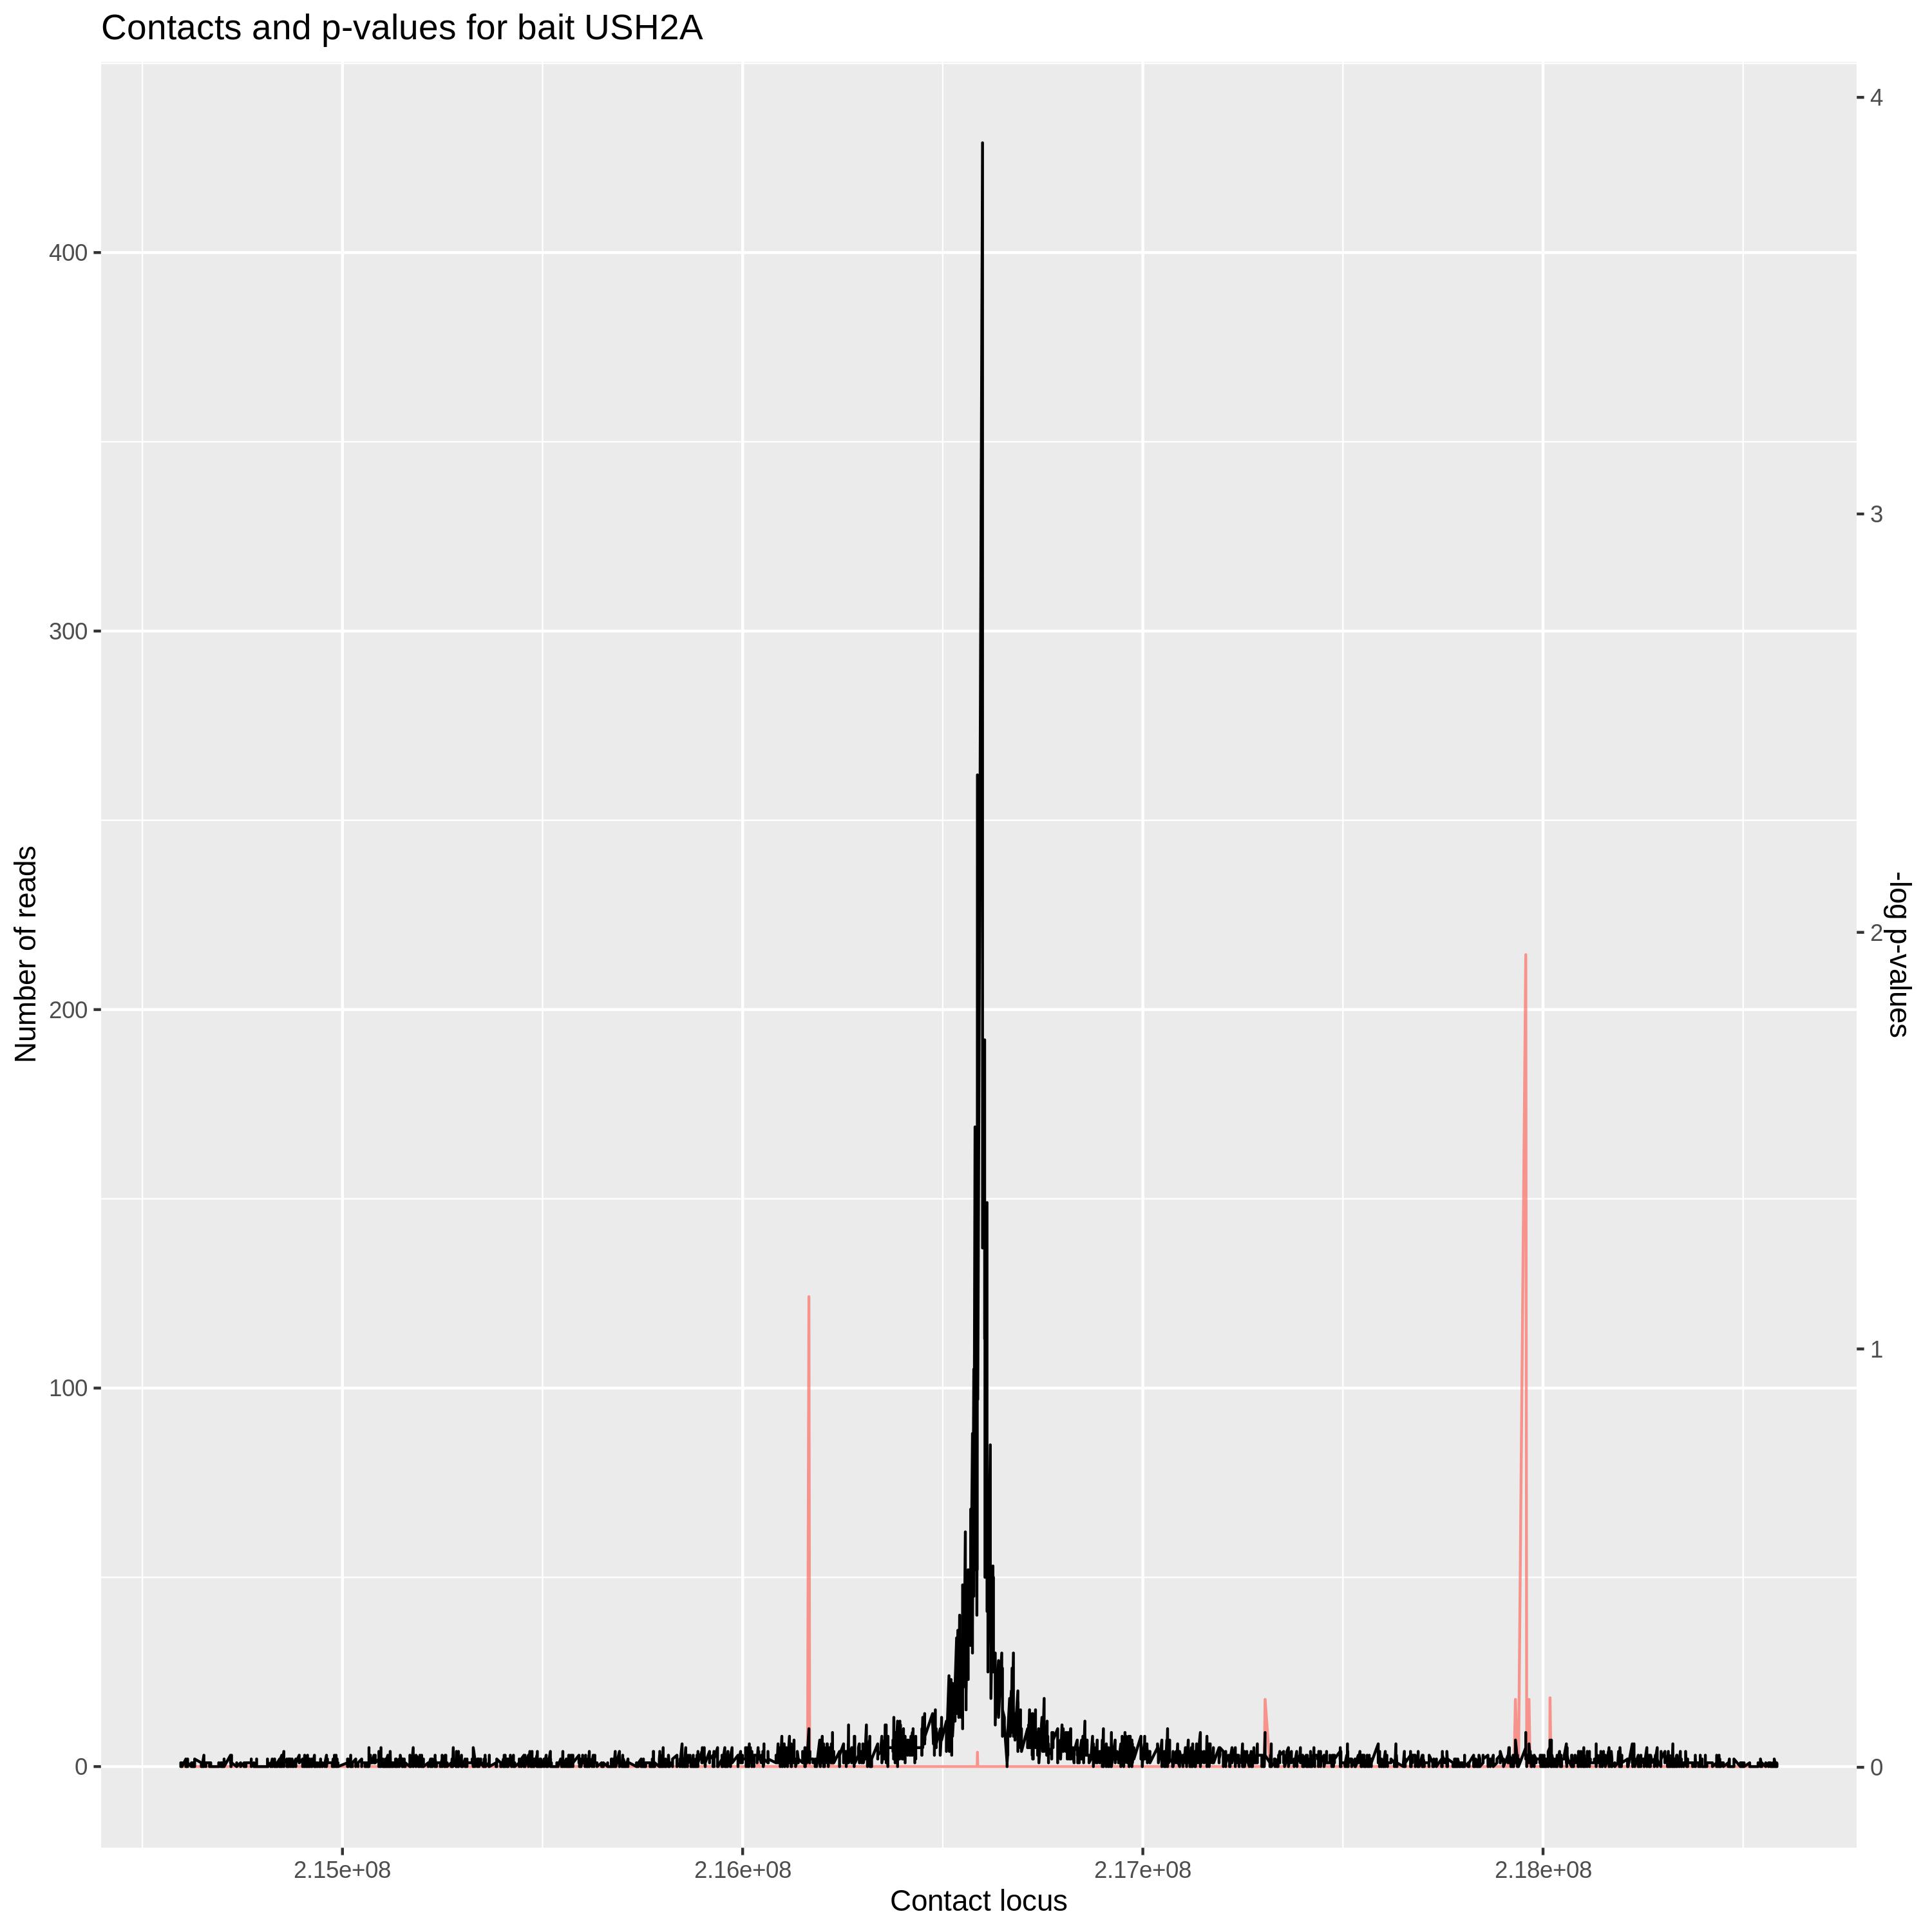 Contacts and p-values for bait USH2A
400
300
200
100
0
Number of reads
4
3
2
1
0
-log p-values
2.15e+08
2.16e+08
2.17e+08
2.18e+08
Contact locus